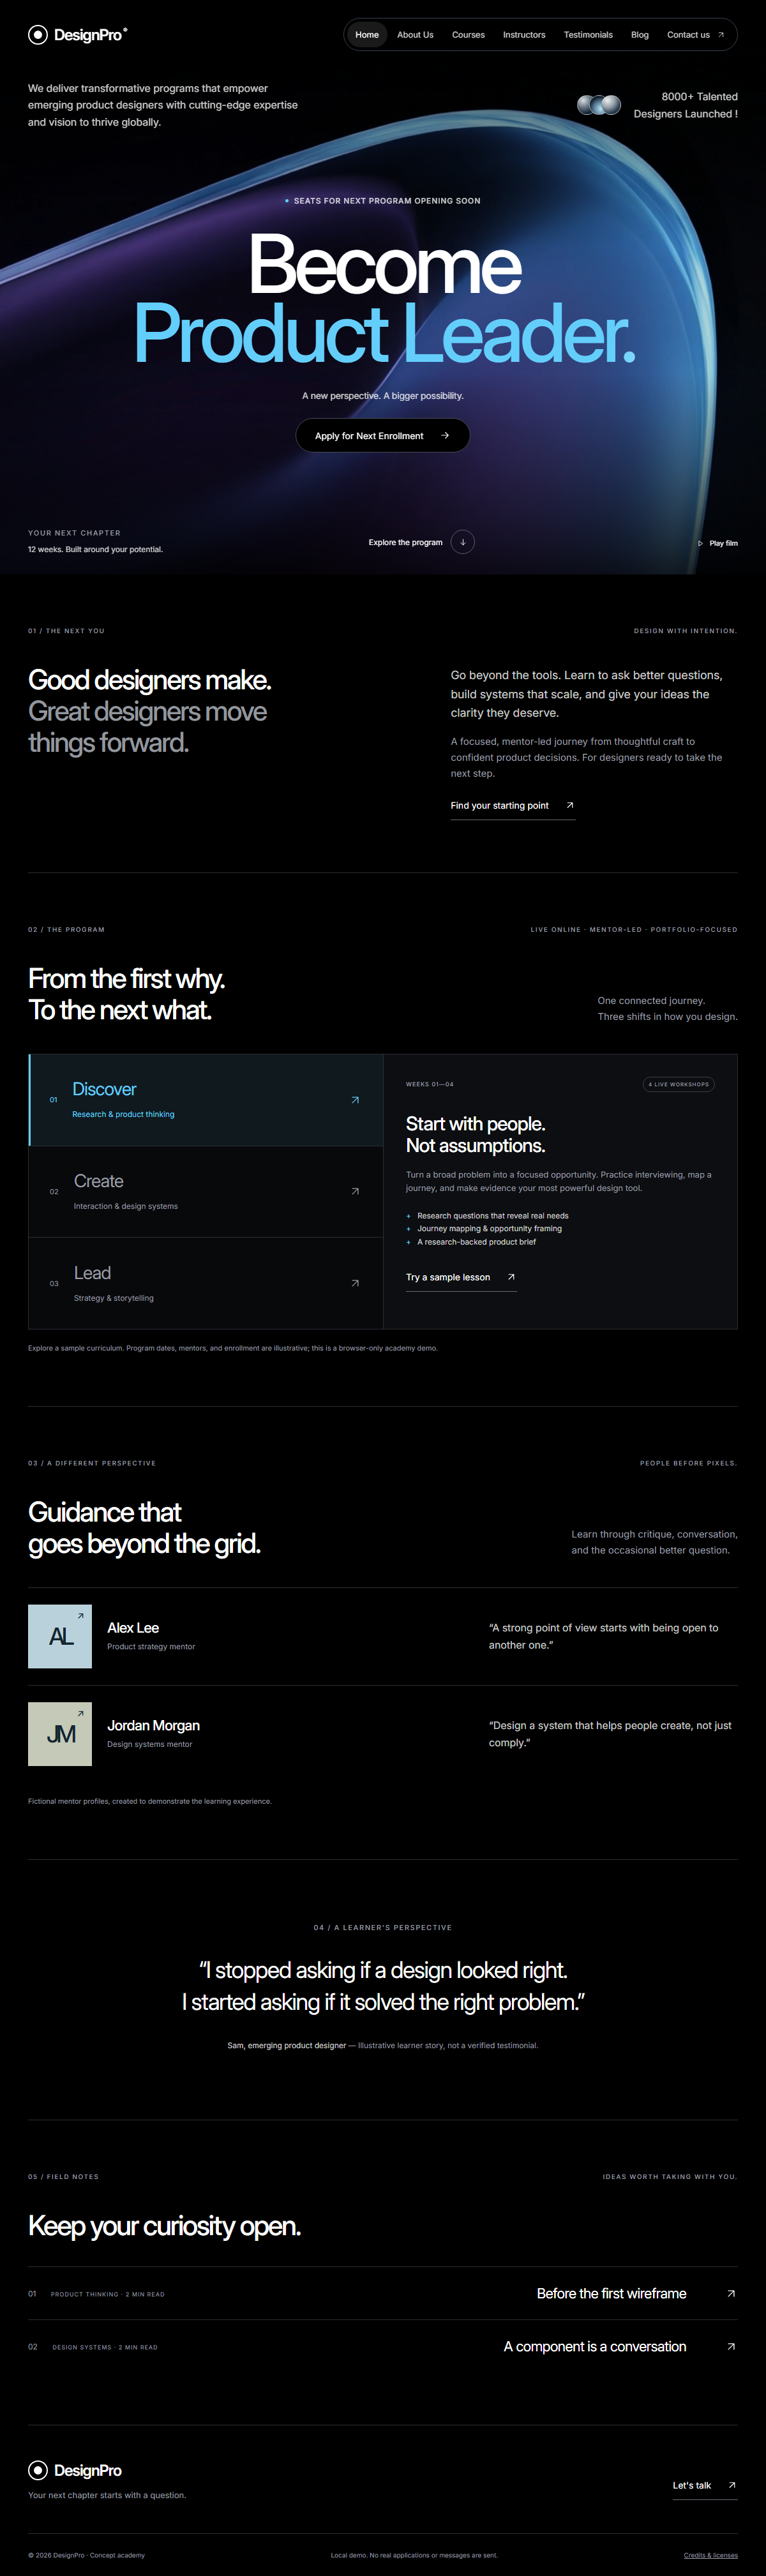 DesignPro
Home About Us Courses Instructors Testimonials Blog Contact us
We deliver transformative programs that empower
emerging product designers with cutting-edge expertise
and vision to thrive globally.
8000+ Talented
Designers Launched !
SEATS FOR NEXT PROGRAM OPENING SOON
Become
Product Leader.
A new perspective. A bigger possibility.
Apply for Next Enrollment
YOUR NEXT CHAPTER
12 weeks. Built around your potential.
Explore the program
Play film
01 / THE NEXT YOU
DESIGN WITH INTENTION.
Good designers make.
Great designers move
things forward.
Go beyond the tools. Learn to ask better questions,
build systems that scale, and give your ideas the
clarity they deserve.
A focused, mentor-led journey from thoughtful craft to
confident product decisions. For designers ready to take the
next step.
Find your starting point
02 / THE PROGRAM
LIVE ONLINE · MENTOR-LED · PORTFOLIO-FOCUSED
From the first why.
To the next what.
One connected journey.
Three shifts in how you design.
01 Discover
Research & product thinking
02 Create
Interaction & design systems
03 Lead
Strategy & storytelling
WEEKS 01—04
4 LIVE WORKSHOPS
Start with people.
Not assumptions.
Turn a broad problem into a focused opportunity. Practice interviewing, map a
journey, and make evidence your most powerful design tool.
+ Research questions that reveal real needs
+ Journey mapping & opportunity framing
+ A research-backed product brief
Try a sample lesson
Explore a sample curriculum. Program dates, mentors, and enrollment are illustrative; this is a browser-only academy demo.
03 / A DIFFERENT PERSPECTIVE
PEOPLE BEFORE PIXELS.
Guidance that
goes beyond the grid.
Learn through critique, conversation,
and the occasional better question.
AL
Alex Lee
Product strategy mentor
“A strong point of view starts with being open to
another one.”
JM
Jordan Morgan
Design systems mentor
“Design a system that helps people create, not just
comply.”
Fictional mentor profiles, created to demonstrate the learning experience.
04 / A LEARNER'S PERSPECTIVE
“I stopped asking if a design looked right.
I started asking if it solved the right problem.”
Sam, emerging product designer — Illustrative learner story, not a verified testimonial.
05 / FIELD NOTES
IDEAS WORTH TAKING WITH YOU.
Keep your curiosity open.
01 PRODUCT THINKING · 2 MIN READ
Before the first wireframe
02 DESIGN SYSTEMS · 2 MIN READ
A component is a conversation
DesignPro
Your next chapter starts with a question.
Let's talk
© 2026 DesignPro · Concept academy
Local demo. No real applications or messages are sent.
Credits & licenses